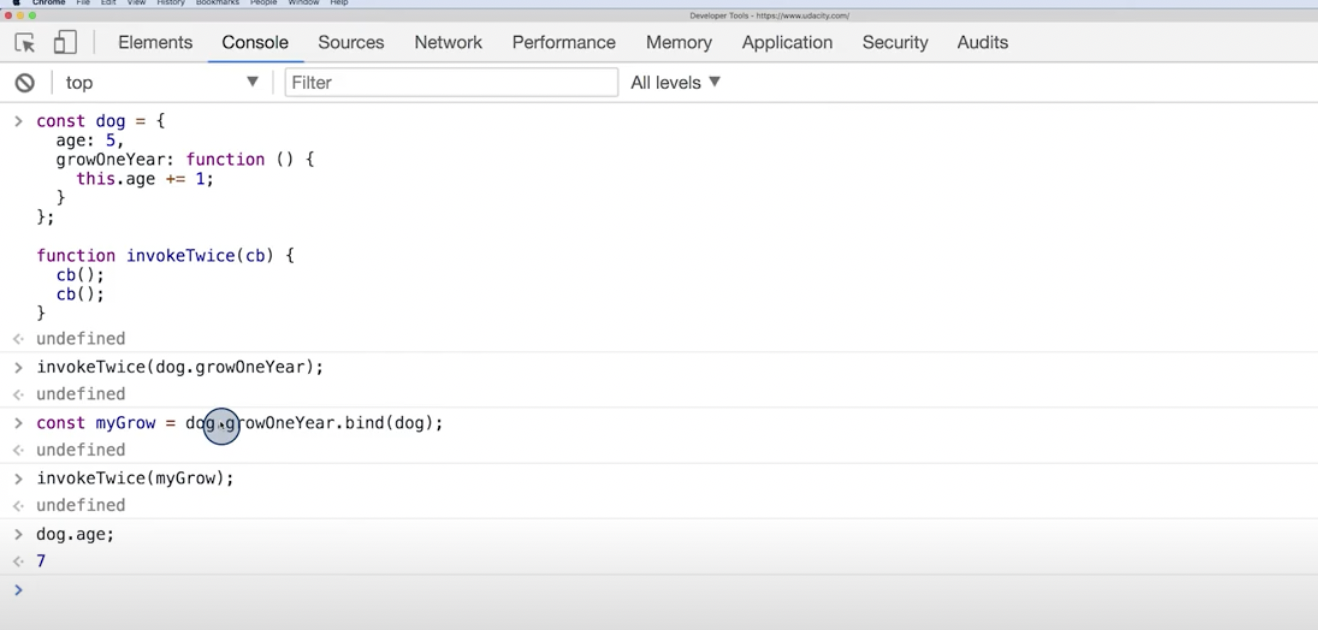 Chrome File Edit View History Bookmarks People Window Help
Developer Tools - https://www.udacity.com/
Elements Console Sources Network Performance Memory Application Security Audits
top ▼ Filter All levels ▼
> const dog = {
age: 5,
growOneYear: function () {
this.age += 1;
}
};
function invokeTwice(cb) {
cb();
cb();
}
undefined
> invokeTwice(dog.growOneYear);
undefined
> const myGrow = dog.growOneYear.bind(dog);
undefined
> invokeTwice(myGrow);
undefined
> dog.age;
7
>